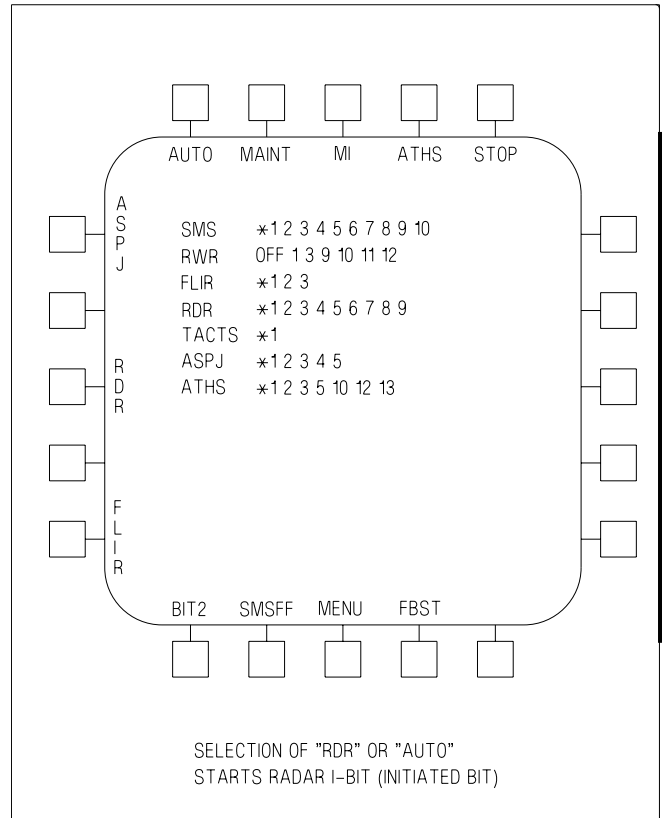 AUTO MAINT MI ATHS STOP
ASPJ
SMS *1 2 3 4 5 6 7 8 9 10
RWR OFF 1 3 9 10 11 12
FLIR *1 2 3
RDR *1 2 3 4 5 6 7 8 9
TACTS *1
ASPJ *1 2 3 4 5
ATHS *1 2 3 5 10 12 13
RDR
FLIR
BIT2 SMSFF MENU FBST
SELECTION OF "RDR" OR "AUTO"
STARTS RADAR I-BIT (INITIATED BIT)